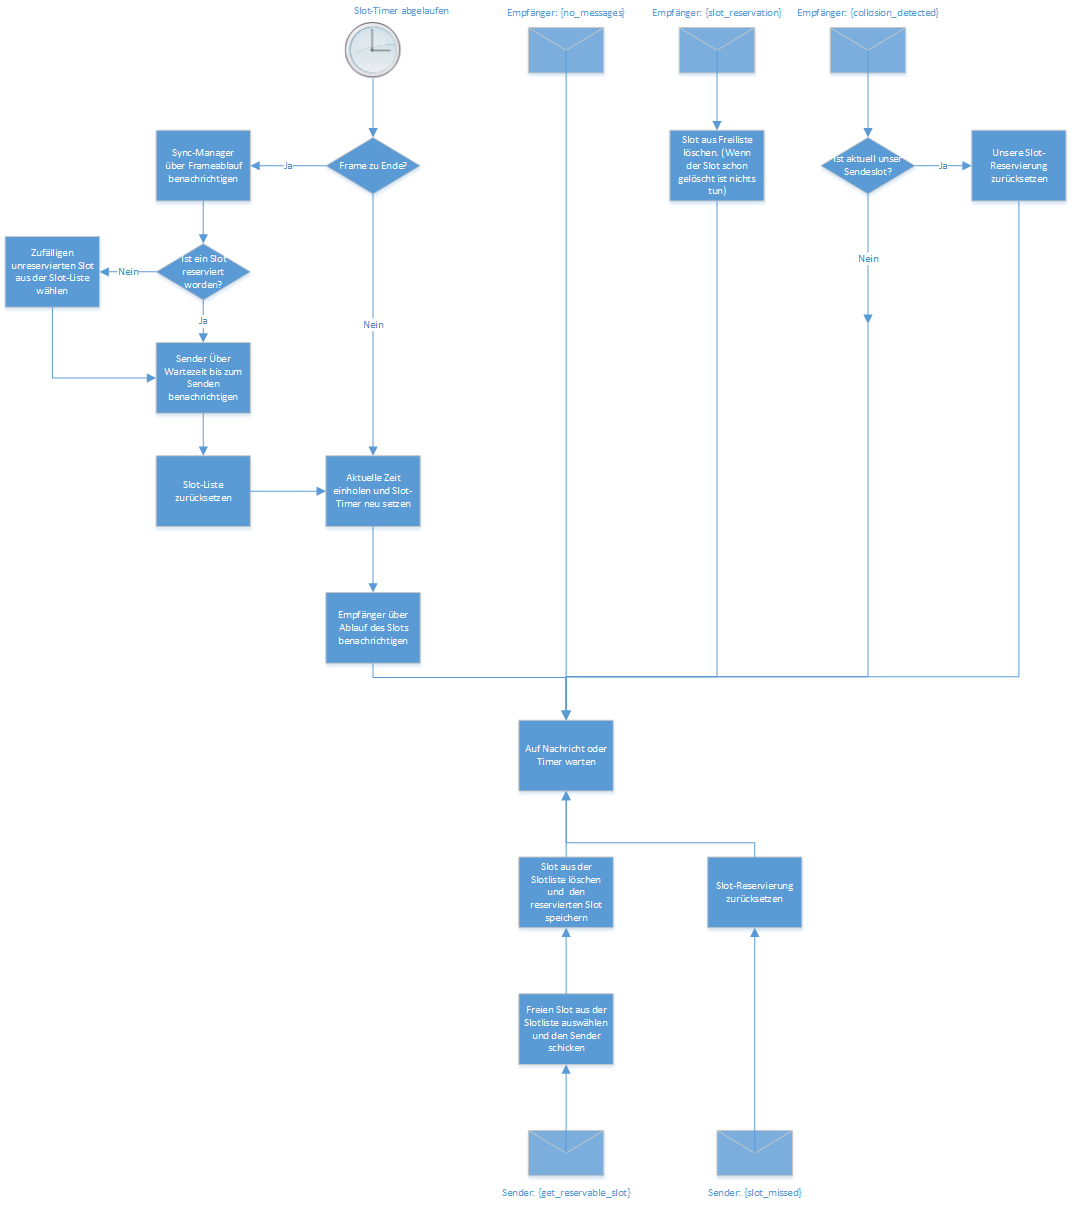 Slot-Timer abgelaufen
Empfänger: {no_messages}
Empfänger: {slot_reservation}
Empfänger: {collosion_detected}
Sync-Manager
über Frameablauf
benachrichtigen
Ja
Frame zu Ende?
Slot aus Freiliste
löschen. (Wenn
der Slot schon
gelöscht ist nichts
tun)
Ist aktuell unser
Sendeslot?
Ja
Unsere Slot-
Reservierung
zurücksetzen
Zufälligen
unreservierten Slot
aus der Slot-Liste
wählen
Nein
Ist ein Slot
reserviert
worden?
Nein
Ja
Nein
Sender Über
Wartezeit bis zum
Senden
benachrichtigen
Slot-Liste
zurücksetzen
Aktuelle Zeit
einholen und Slot-
Timer neu setzen
Empfänger über
Ablauf des Slots
benachrichtigen
Auf Nachricht oder
Timer warten
Slot aus der
Slotliste löschen
und den
reservierten Slot
speichern
Slot-Reservierung
zurücksetzen
Freien Slot aus der
Slotliste auswählen
und den Sender
schicken
Sender: {get_reservable_slot}
Sender: {slot_missed}